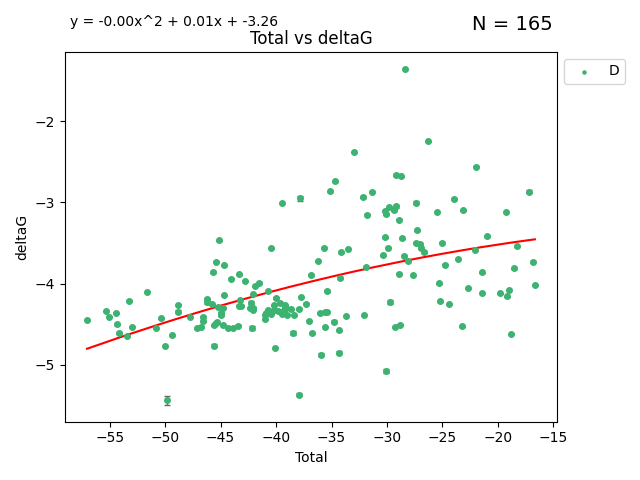 y = -0.00x^2 + 0.01x + -3.26
N = 165
Total vs deltaG
D
−2
−3
−4
−5
deltaG
−55 −50 −45 −40 −35 −30 −25 −20 −15
Total